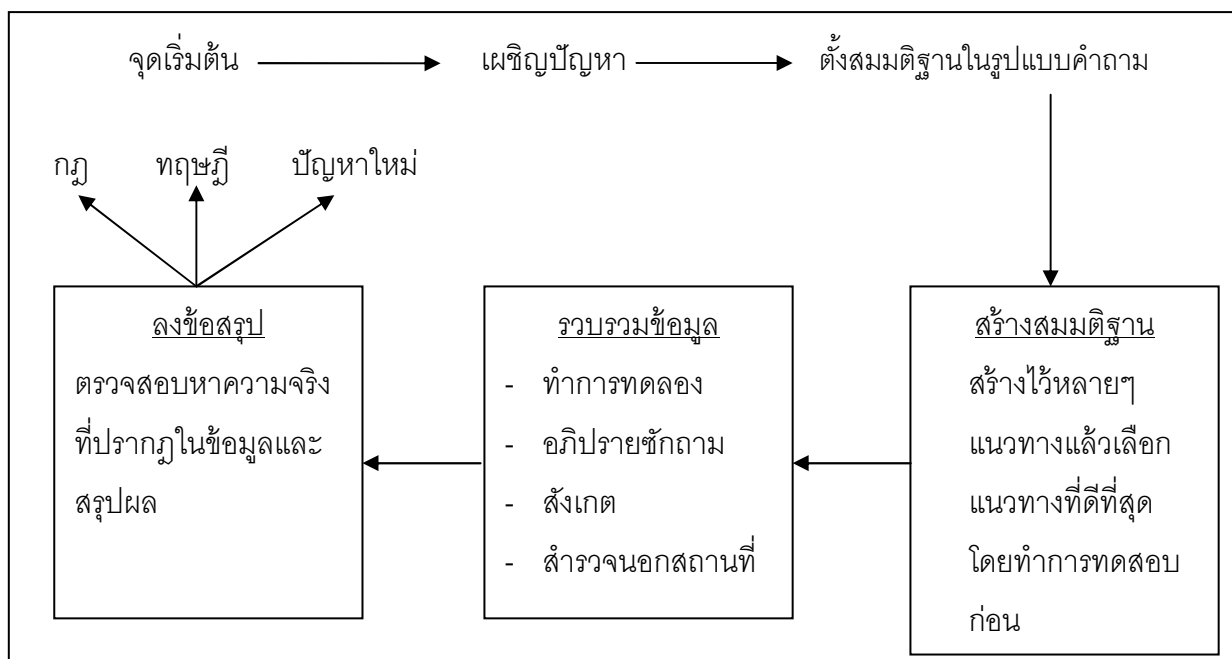 จุดเริ่มต้น เผชิญปัญหา ตั้งสมมติฐานในรูปแบบคำถาม
กฎ ทฤษฎี ปัญหาใหม่
ลงข้อสรุป
ตรวจสอบหาความจริง
ที่ปรากฏในข้อมูลและ
สรุปผล
รวบรวมข้อมูล
- ทำการทดลอง
- อภิปรายซักถาม
- สังเกต
- สำรวจนอกสถานที่
สร้างสมมติฐาน
สร้างไว้หลายๆ
แนวทางแล้วเลือก
แนวทางที่ดีที่สุด
โดยทำการทดสอบ
ก่อน